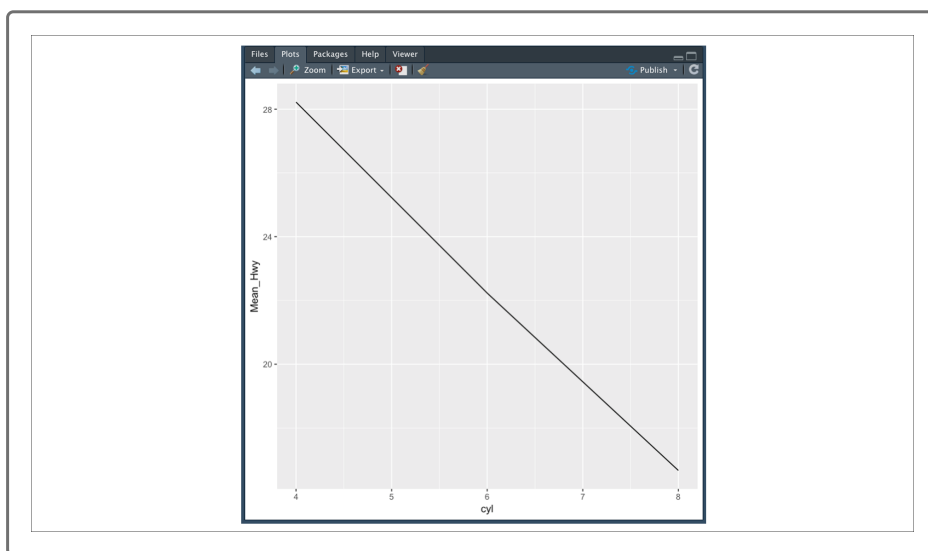 Files Plots Packages Help Viewer
Zoom Export Publish
28
24
20
Mean_Hwy
4 5 6 7 8
cyl